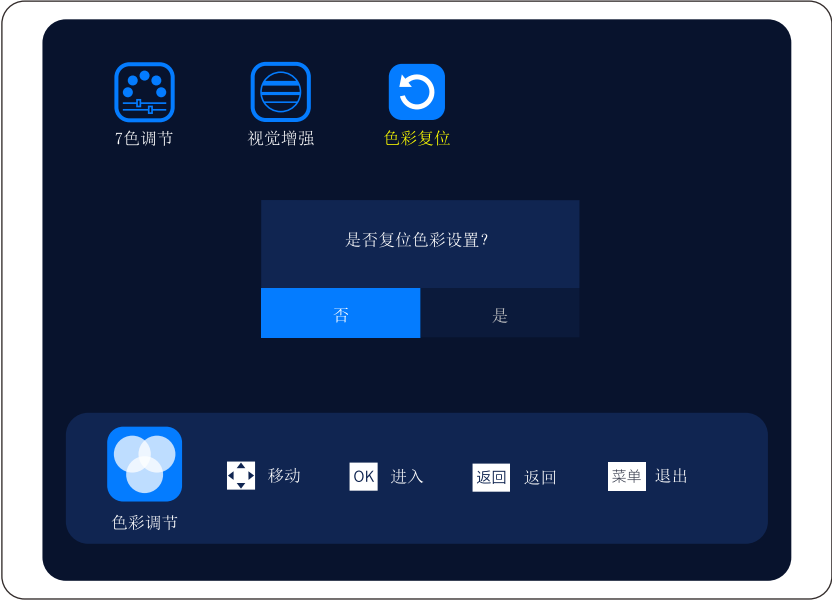 7色调节
视觉增强
色彩复位
是否复位色彩设置？
否
是
移动
OK 进入
返回 返回
菜单 退出
色彩调节